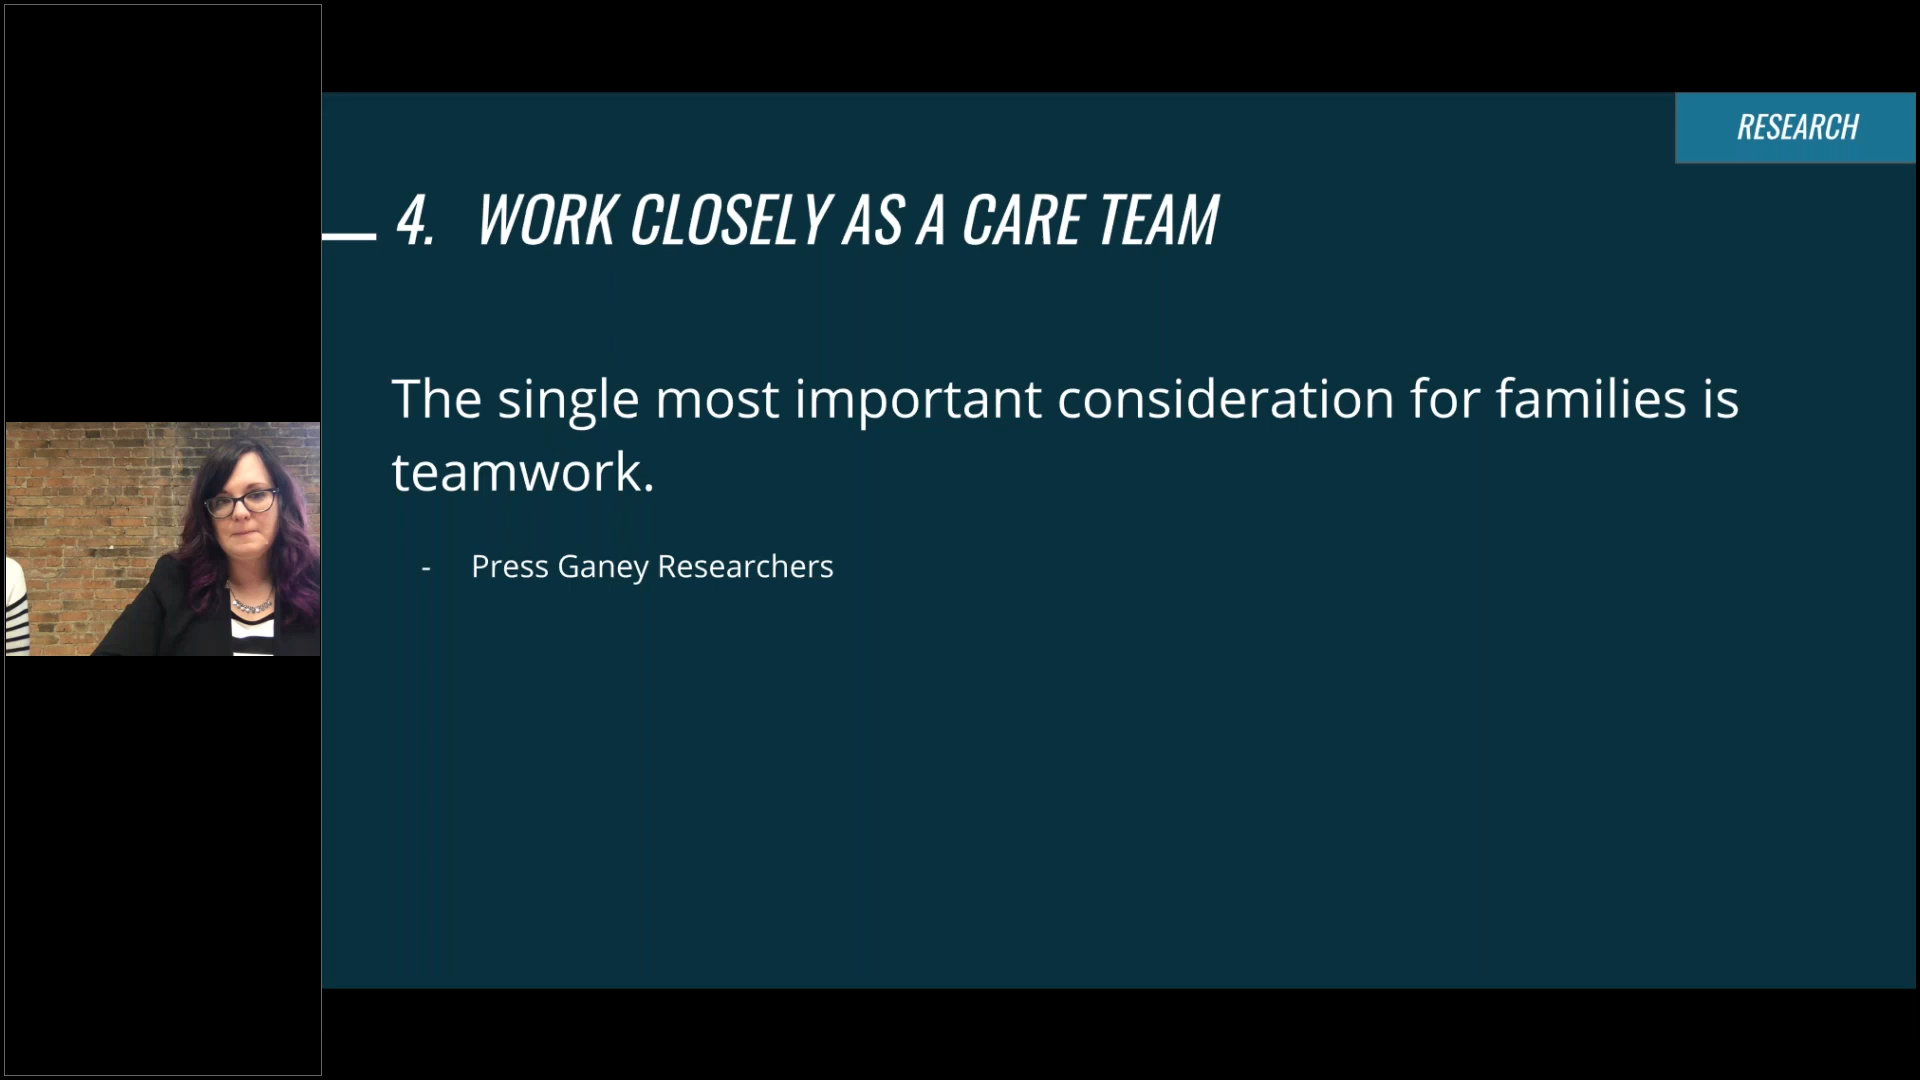 RESEARCH
4. WORK CLOSELY AS A CARE TEAM
The single most important consideration for families is
teamwork.
- Press Ganey Researchers